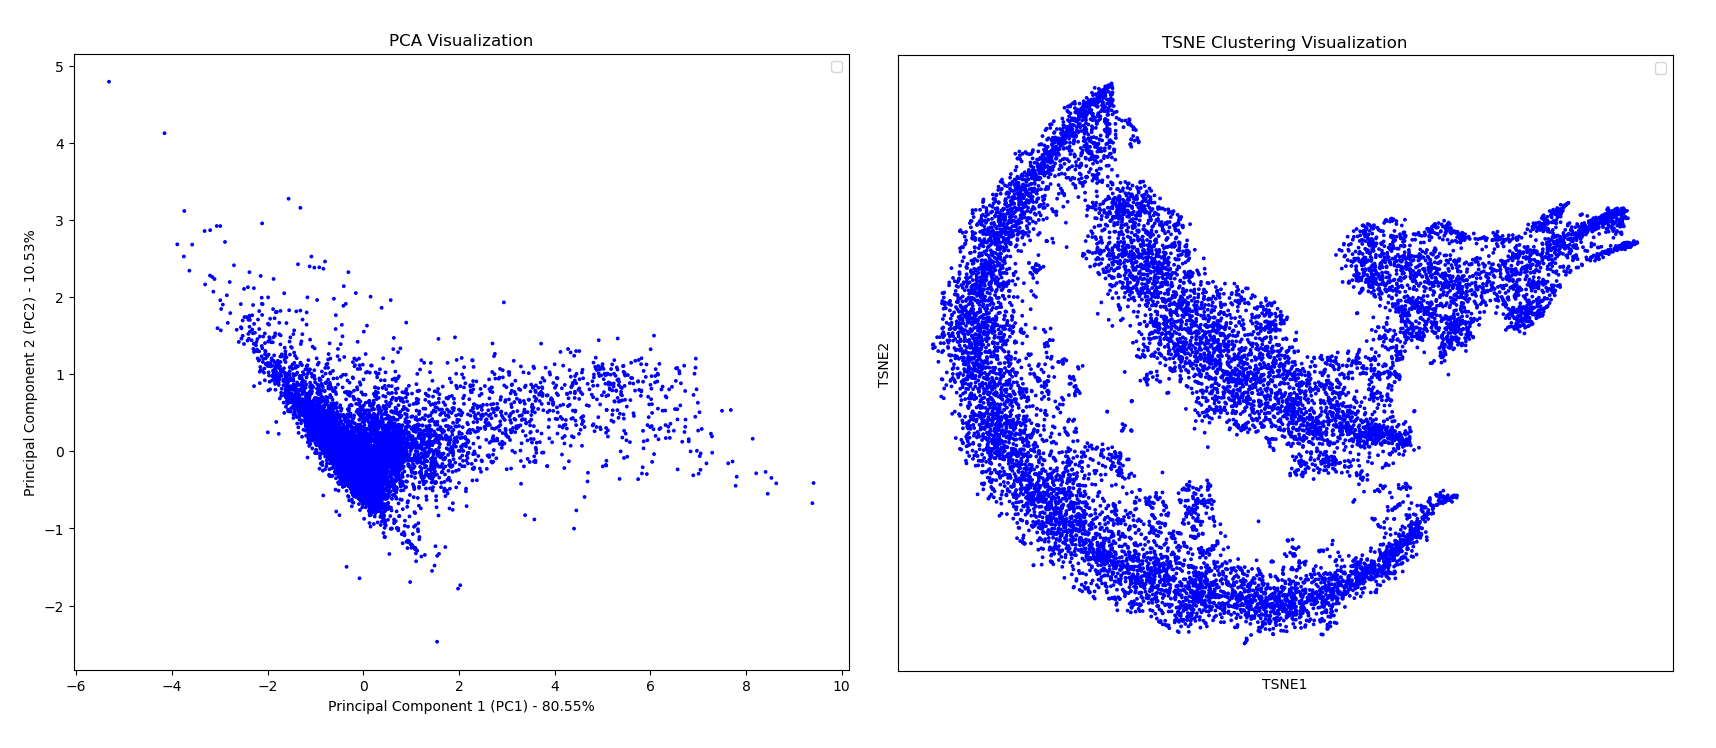 PCA Visualization
5
4
3
2
1
0
−1
−2
Principal Component 2 (PC2) - 10.53%
−6 −4 −2 0 2 4 6 8 10
Principal Component 1 (PC1) - 80.55%
TSNE Clustering Visualization
TSNE2
TSNE1